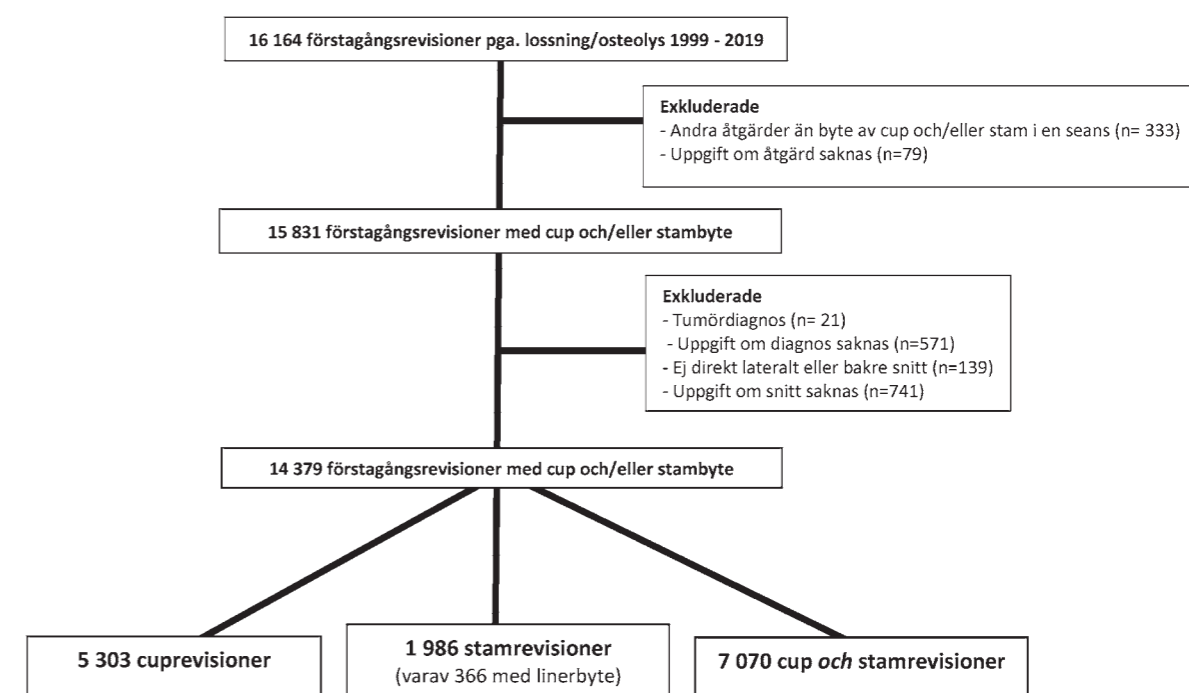 16 164 förstagångsrevisioner pga. lossning/osteolys 1999 - 2019
Exkluderade
- Andra åtgärder än byte av cup och/eller stam i en seans (n= 333)
- Uppgift om åtgärd saknas (n=79)
15 831 förstagångsrevisioner med cup och/eller stambyte
Exkluderade
- Tumördiagnos (n= 21)
- Uppgift om diagnos saknas (n=571)
- Ej direkt lateralt eller bakre snitt (n=139)
- Uppgift om snitt saknas (n=741)
14 379 förstagångsrevisioner med cup och/eller stambyte
5 303 cuprevisioner
1 986 stamrevisioner
(varav 366 med linerbyte)
7 070 cup och stamrevisioner